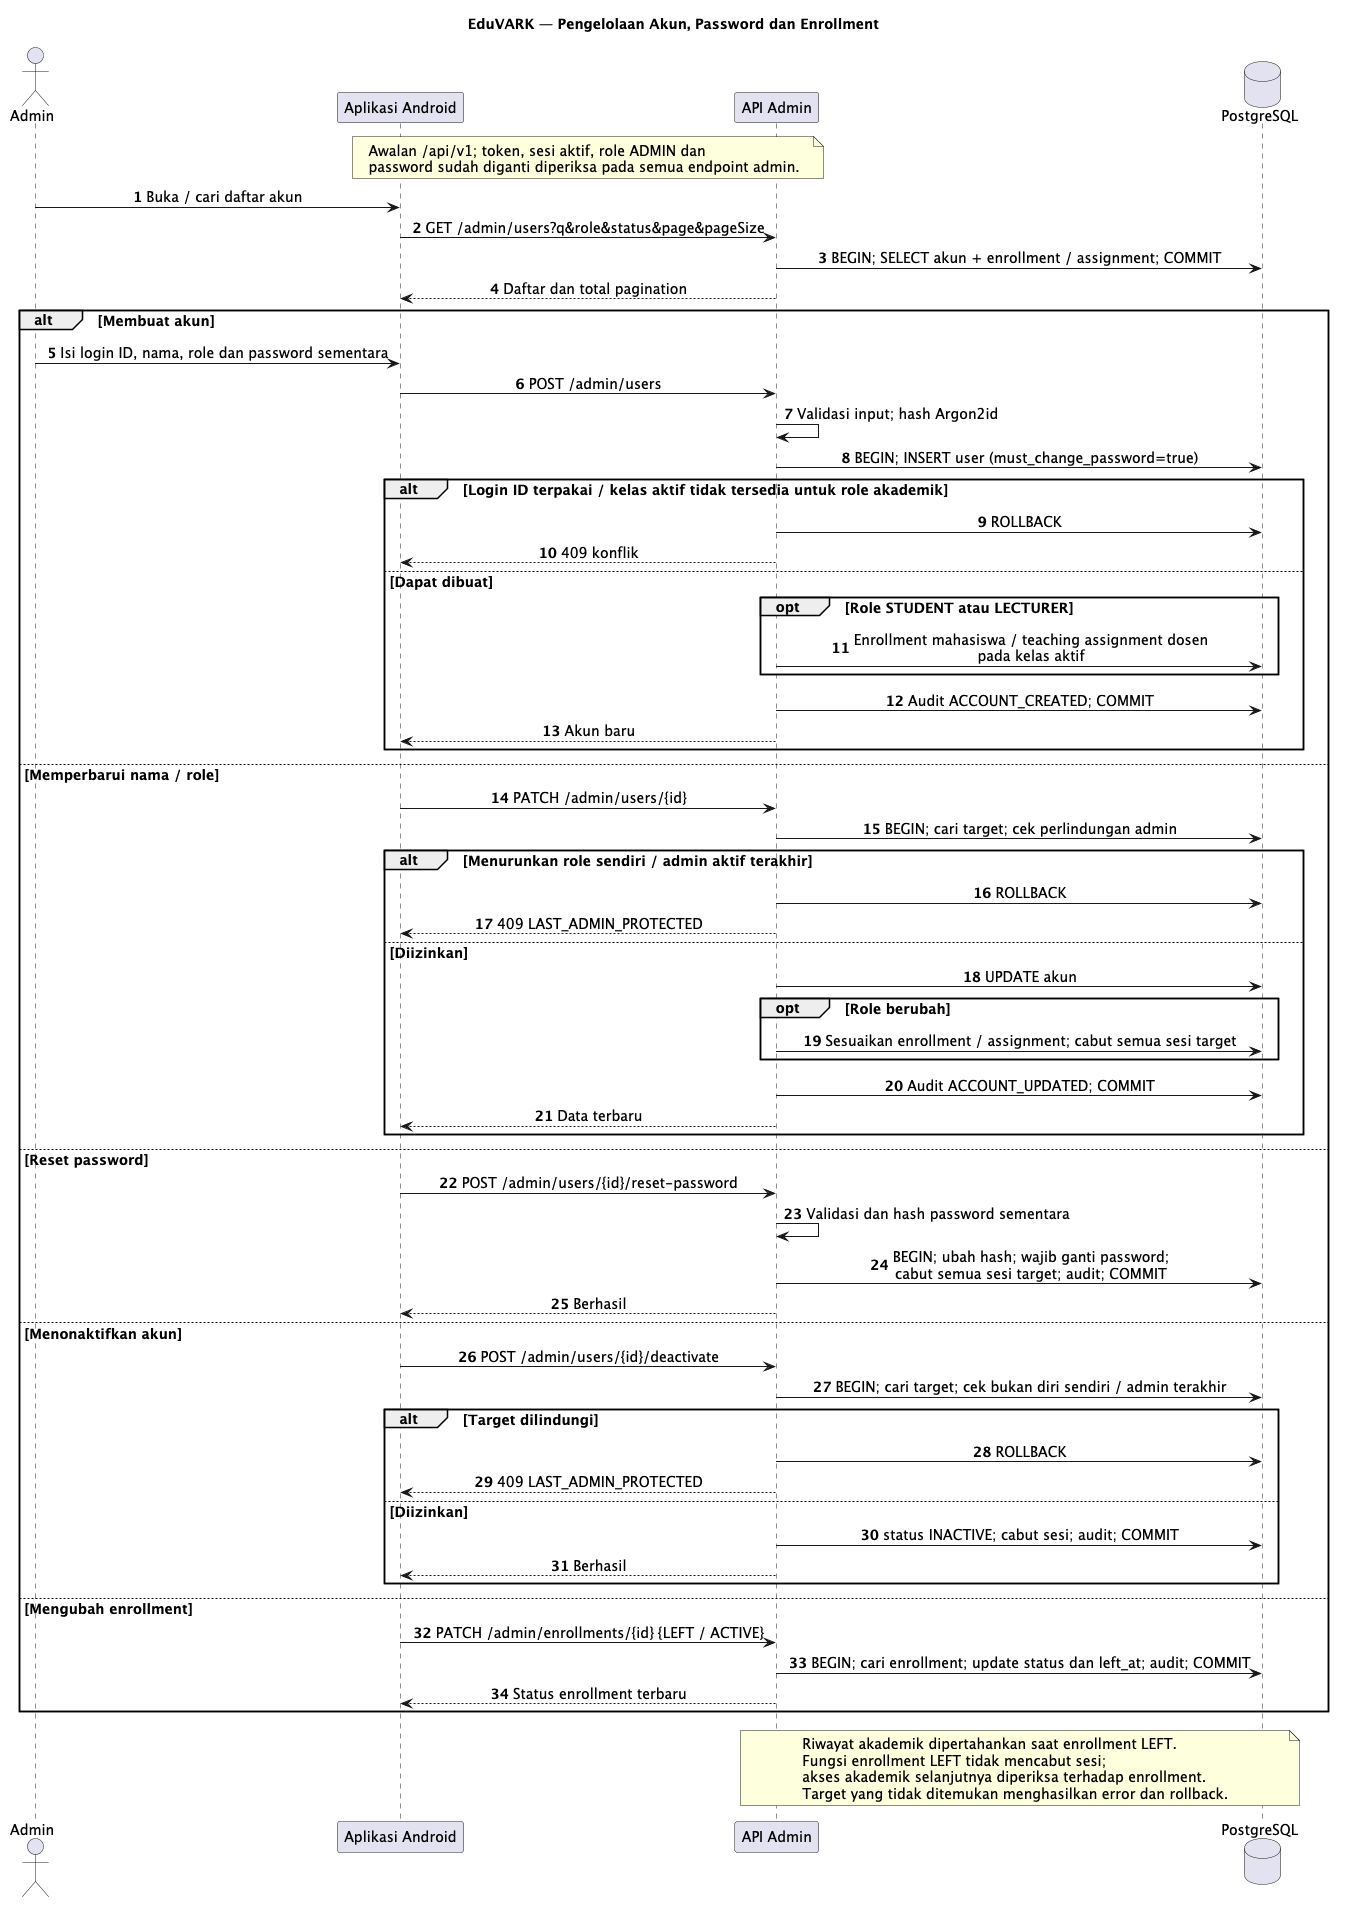 EduVARK — Pengelolaan Akun, Password dan Enrollment
Admin
Aplikasi Android
API Admin
PostgreSQL
Awalan /api/v1; token, sesi aktif, role ADMIN dan
password sudah diganti diperiksa pada semua endpoint admin.
1 Buka / cari daftar akun
2 GET /admin/users?q&role&status&page&pageSize
3 BEGIN; SELECT akun + enrollment / assignment; COMMIT
4 Daftar dan total pagination
alt [Membuat akun]
5 Isi login ID, nama, role dan password sementara
6 POST /admin/users
7 Validasi input; hash Argon2id
8 BEGIN; INSERT user (must_change_password=true)
alt [Login ID terpakai / kelas aktif tidak tersedia untuk role akademik]
9 ROLLBACK
10 409 konflik
[Dapat dibuat]
opt [Role STUDENT atau LECTURER]
11 Enrollment mahasiswa / teaching assignment dosen
pada kelas aktif
12 Audit ACCOUNT_CREATED; COMMIT
13 Akun baru
[Memperbarui nama / role]
14 PATCH /admin/users/{id}
15 BEGIN; cari target; cek perlindungan admin
alt [Menurunkan role sendiri / admin aktif terakhir]
16 ROLLBACK
17 409 LAST_ADMIN_PROTECTED
[Diizinkan]
18 UPDATE akun
opt [Role berubah]
19 Sesuaikan enrollment / assignment; cabut semua sesi target
20 Audit ACCOUNT_UPDATED; COMMIT
21 Data terbaru
[Reset password]
22 POST /admin/users/{id}/reset-password
23 Validasi dan hash password sementara
24 BEGIN; ubah hash; wajib ganti password;
cabut semua sesi target; audit; COMMIT
25 Berhasil
[Menonaktifkan akun]
26 POST /admin/users/{id}/deactivate
27 BEGIN; cari target; cek bukan diri sendiri / admin terakhir
alt [Target dilindungi]
28 ROLLBACK
29 409 LAST_ADMIN_PROTECTED
[Diizinkan]
30 status INACTIVE; cabut sesi; audit; COMMIT
31 Berhasil
[Mengubah enrollment]
32 PATCH /admin/enrollments/{id} {LEFT / ACTIVE}
33 BEGIN; cari enrollment; update status dan left_at; audit; COMMIT
34 Status enrollment terbaru
Riwayat akademik dipertahankan saat enrollment LEFT.
Fungsi enrollment LEFT tidak mencabut sesi;
akses akademik selanjutnya diperiksa terhadap enrollment.
Target yang tidak ditemukan menghasilkan error dan rollback.
Admin
Aplikasi Android
API Admin
PostgreSQL